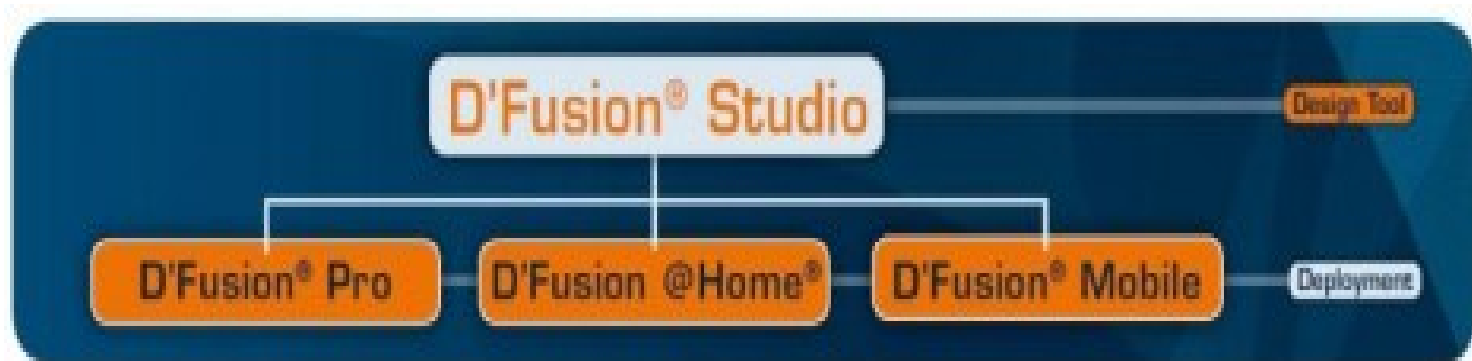 D'Fusion® Studio
Design Tool
D'Fusion® Pro
D'Fusion @Home®
D'Fusion® Mobile
Deployment